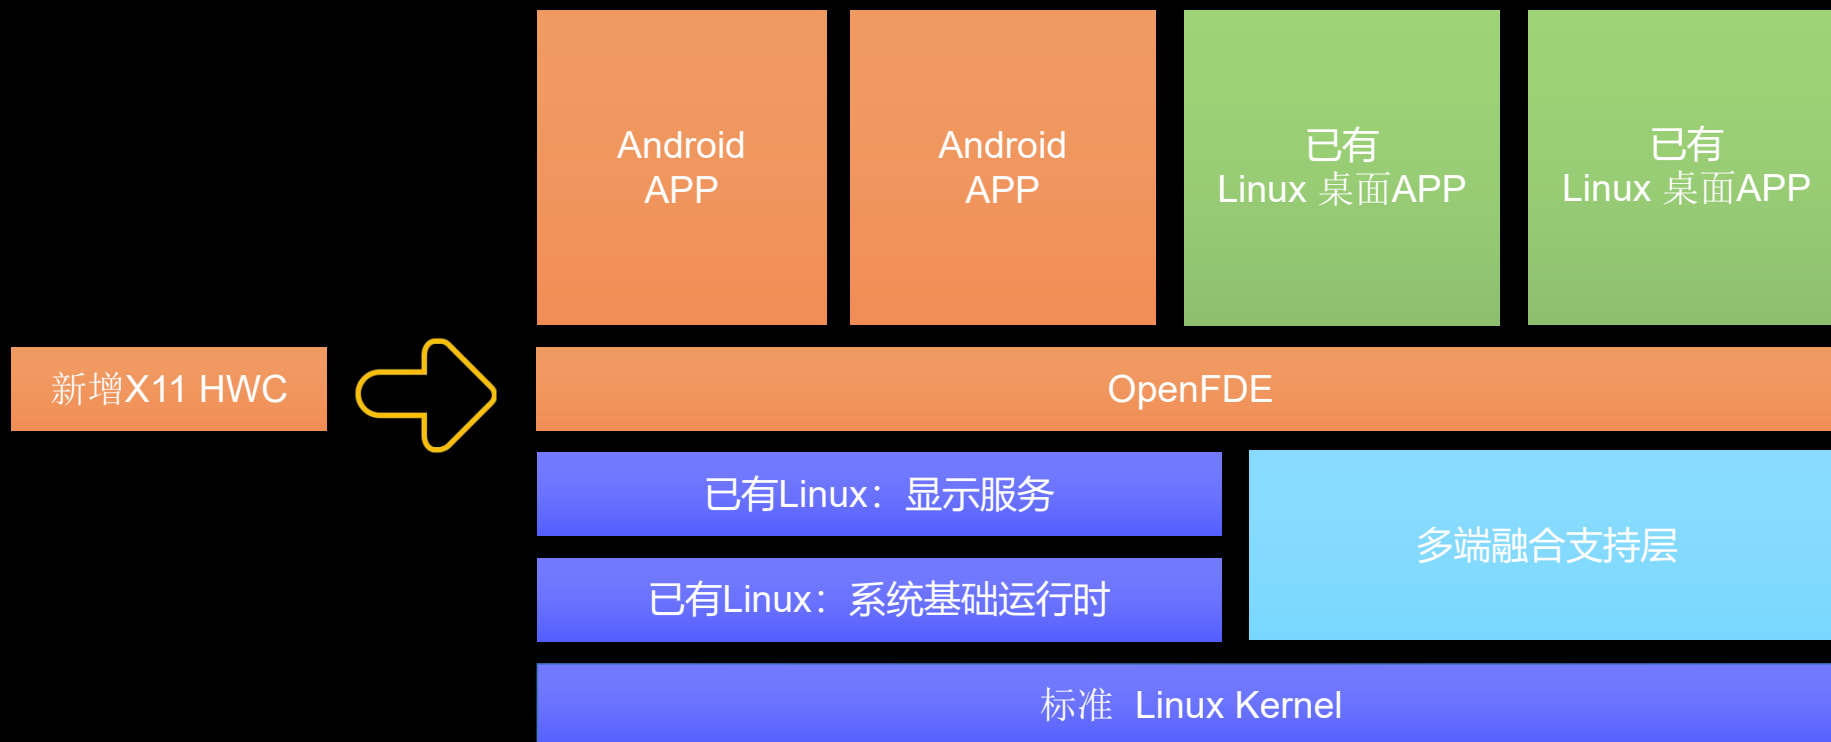 Android
APP
Android
APP
已有
Linux 桌面APP
已有
Linux 桌面APP
新增X11 HWC
OpenFDE
已有Linux：显示服务
多端融合支持层
已有Linux：系统基础运行时
标准 Linux Kernel